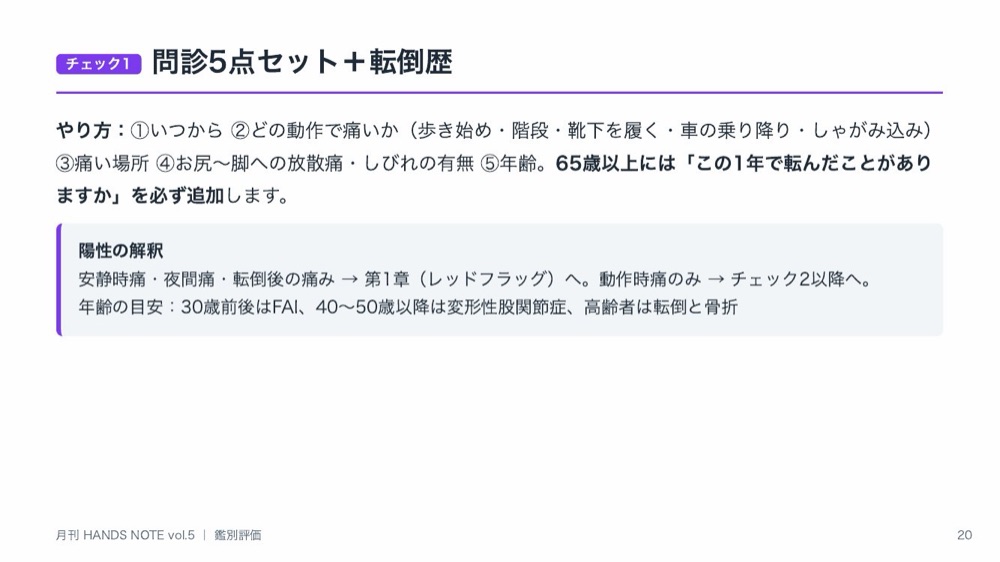 チェック1 問診5点セット＋転倒歴
やり方：①いつから ②どの動作で痛いか（歩き始め・階段・靴下を履く・車の乗り降り・しゃがみ込み）
③痛い場所 ④お尻〜脚への放散痛・しびれの有無 ⑤年齢。65歳以上には「この1年で転んだことがあり
ますか」を必ず追加します。
陽性の解釈
安静時痛・夜間痛・転倒後の痛み → 第1章（レッドフラッグ）へ。動作時痛のみ → チェック2以降へ。
年齢の目安：30歳前後はFAI、40〜50歳以降は変形性股関節症、高齢者は転倒と骨折
月刊 HANDS NOTE vol.5 ｜ 鑑別評価
20